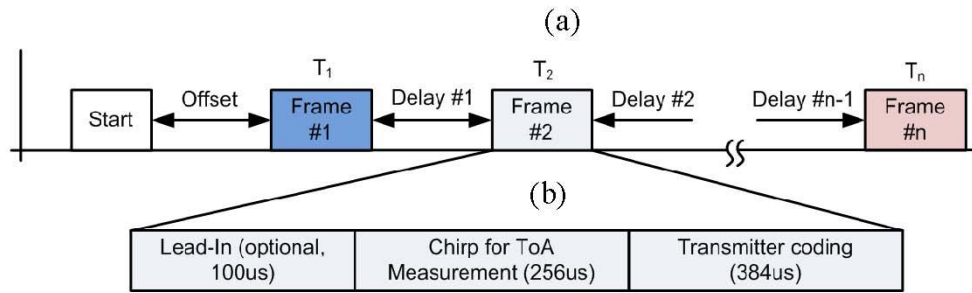 (a)
T1
T2
Tn
Start
Offset
Frame
#1
Delay #1
Frame
#2
Delay #2
Delay #n-1
Frame
#n
(b)
Lead-In (optional,
100us)
Chirp for ToA
Measurement (256us)
Transmitter coding
(384us)